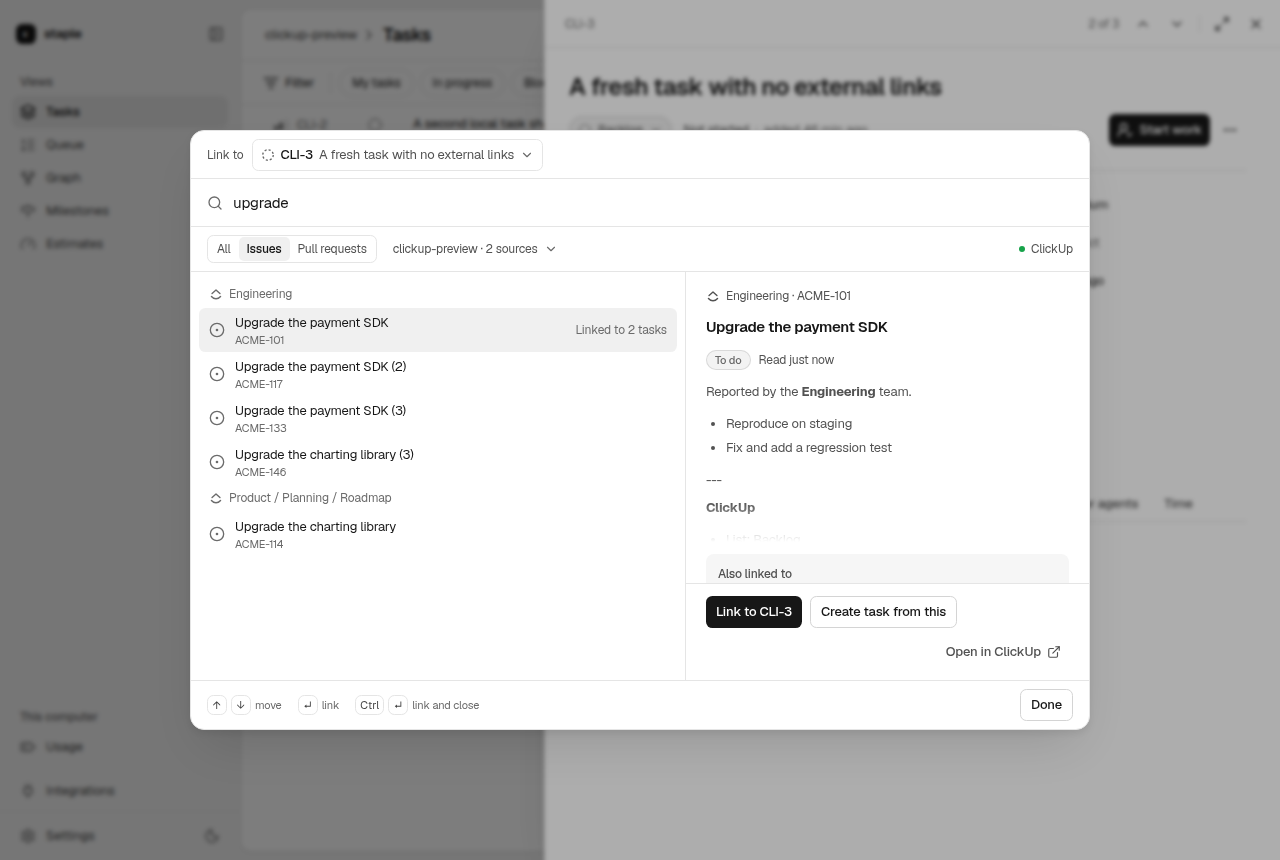 staple
clickup-preview
Tasks
CLI-3
2 of 3
Views
Filter
My tasks
In progress
A fresh task with no external links
Tasks
CLI-2
A second local task
Start work
Queue
Graph
Milestones
Estimates
Link to
CLI-3 A fresh task with no external links
upgrade
All
Issues
Pull requests
clickup-preview · 2 sources
ClickUp
Engineering
Upgrade the payment SDK
ACME-101
Linked to 2 tasks
Upgrade the payment SDK (2)
ACME-117
Upgrade the payment SDK (3)
ACME-133
Upgrade the charting library (3)
ACME-146
Product / Planning / Roadmap
Upgrade the charting library
ACME-114
Engineering · ACME-101
Upgrade the payment SDK
To do
Read just now
Reported by the Engineering team.
• Reproduce on staging
• Fix and add a regression test
---
ClickUp
• List: Backlog
Also linked to
Link to CLI-3
Create task from this
Open in ClickUp
↑ ↓ move
↵ link
Ctrl ↵ link and close
Done
agents
Time
This computer
Usage
Integrations
Settings